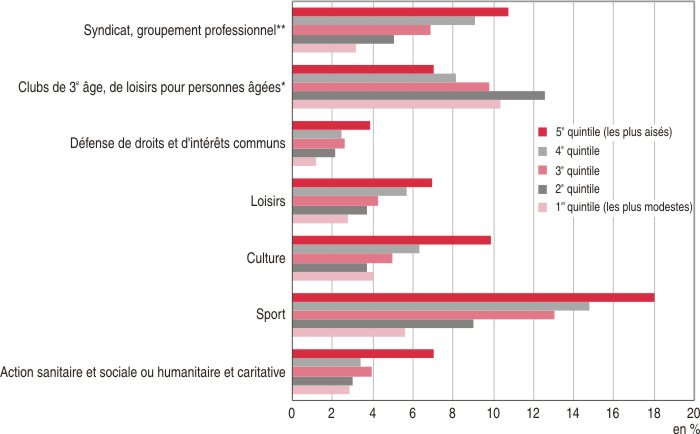 Syndicat, groupement professionnel**
Clubs de 3e âge, de loisirs pour personnes âgées*
Défense de droits et d'intérêts communs
Loisirs
Culture
Sport
Action sanitaire et sociale ou humanitaire et caritative
5e quintile (les plus aisés)
4e quintile
3e quintile
2e quintile
1er quintile (les plus modestes)
0 2 4 6 8 10 12 14 16 18 20
en %